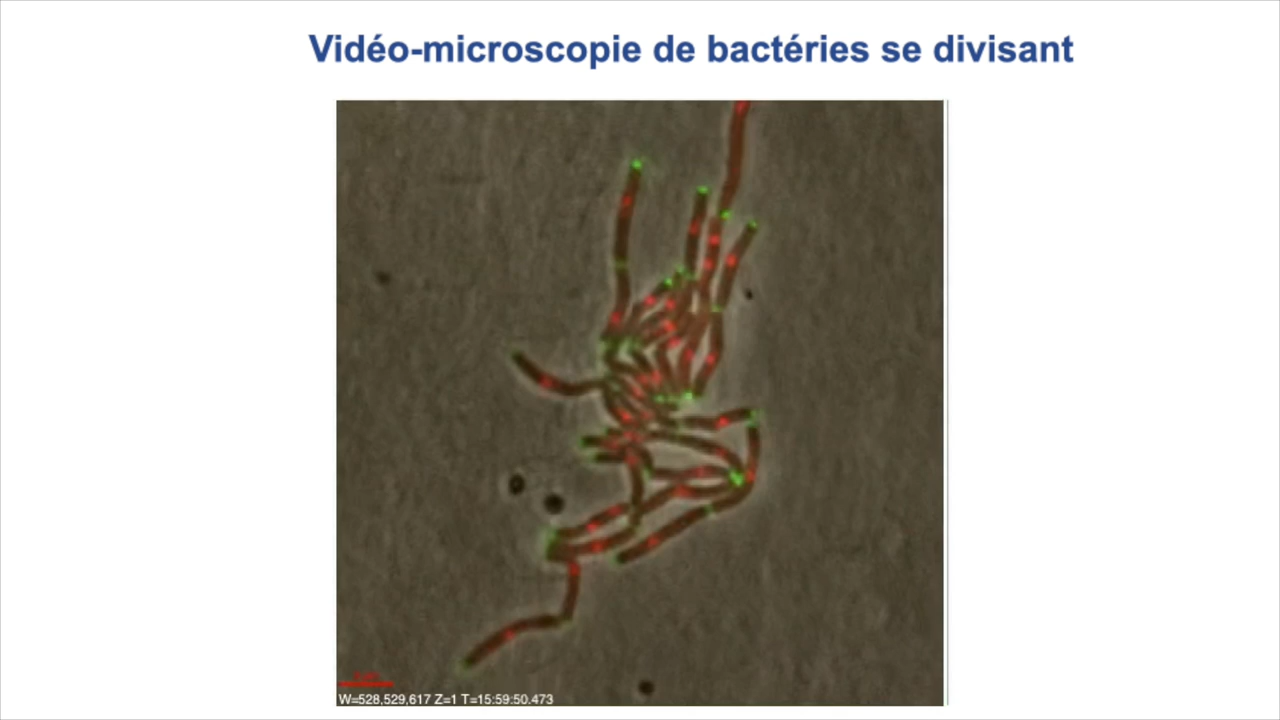 Vidéo-microscopie de bactéries se divisant
W=528,529,617 Z=1 T=15:59:50.473